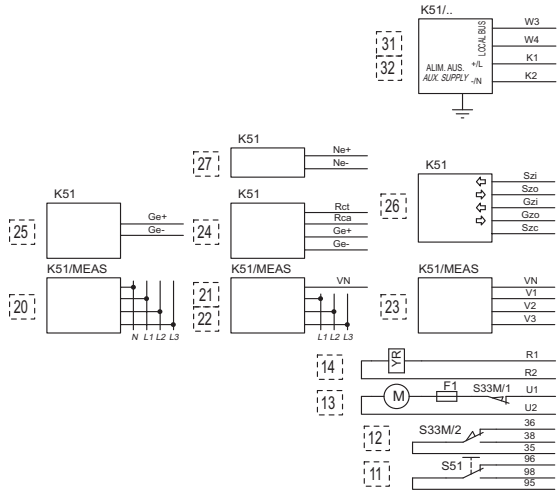 K51/..
31
32
LOCAL BUS
ALIM. AUS.
AUX. SUPPLY
+/L
-/N
W3
W4
K1
K2
27
K51
Ne+
Ne-
25
K51
Ge+
Ge-
24
K51
Rct
Rca
Ge+
Ge-
26
K51
Szi
Szo
Gzi
Gzo
Szc
20
K51/MEAS
N L1 L2 L3
21
22
K51/MEAS
VN
L1 L2 L3
23
K51/MEAS
VN
V1
V2
V3
14
YR
R1
R2
13
M
F1
S33M/1
U1
U2
12
S33M/2
36
38
35
11
S51
96
98
95